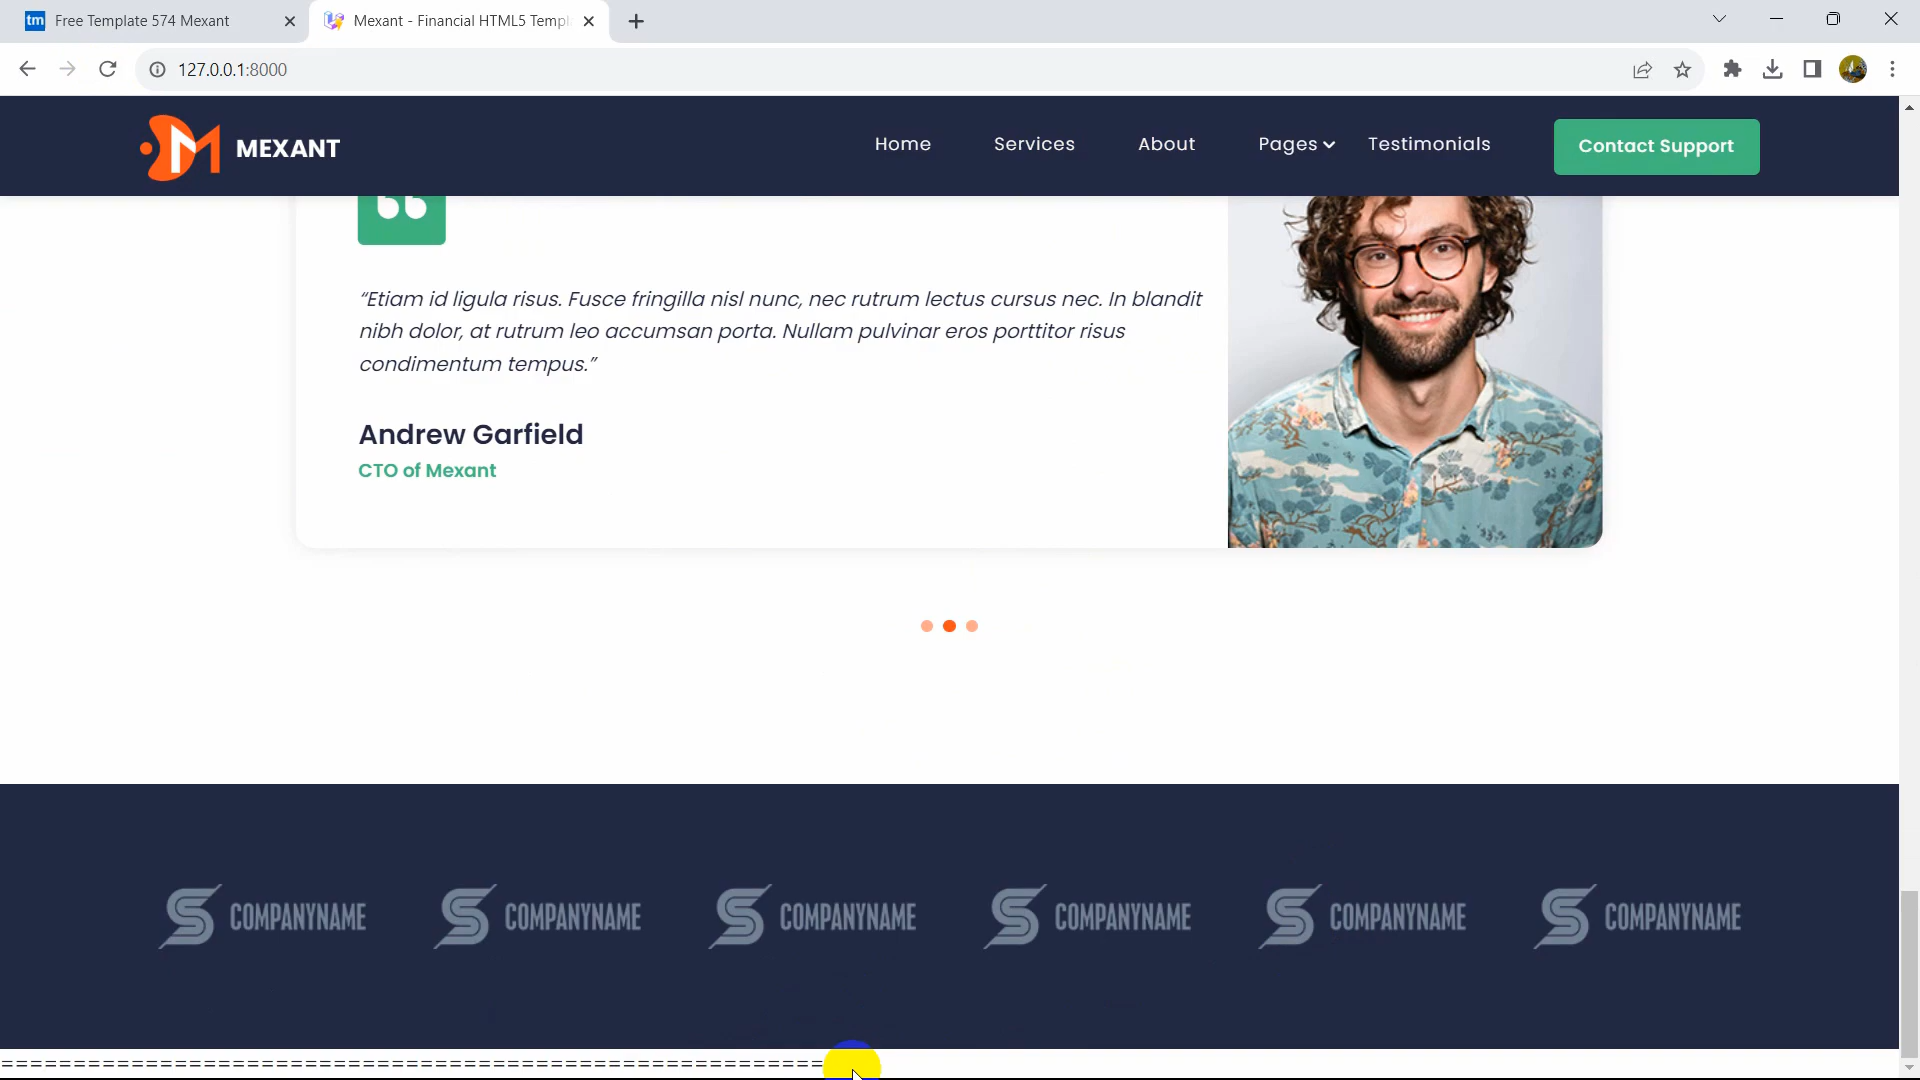 tm Free Template 574 Mexant
Mexant - Financial HTML5 Templ
127.0.0.1:8000
M MEXANT
Home Services About Pages Testimonials Contact Support
“Etiam id ligula risus. Fusce fringilla nisl nunc, nec rutrum lectus cursus nec. In blandit
nibh dolor, at rutrum leo accumsan porta. Nullam pulvinar eros porttitor risus
condimentum tempus.”
Andrew Garfield
CTO of Mexant
COMPANYNAME COMPANYNAME COMPANYNAME COMPANYNAME COMPANYNAME COMPANYNAME
=========================================================